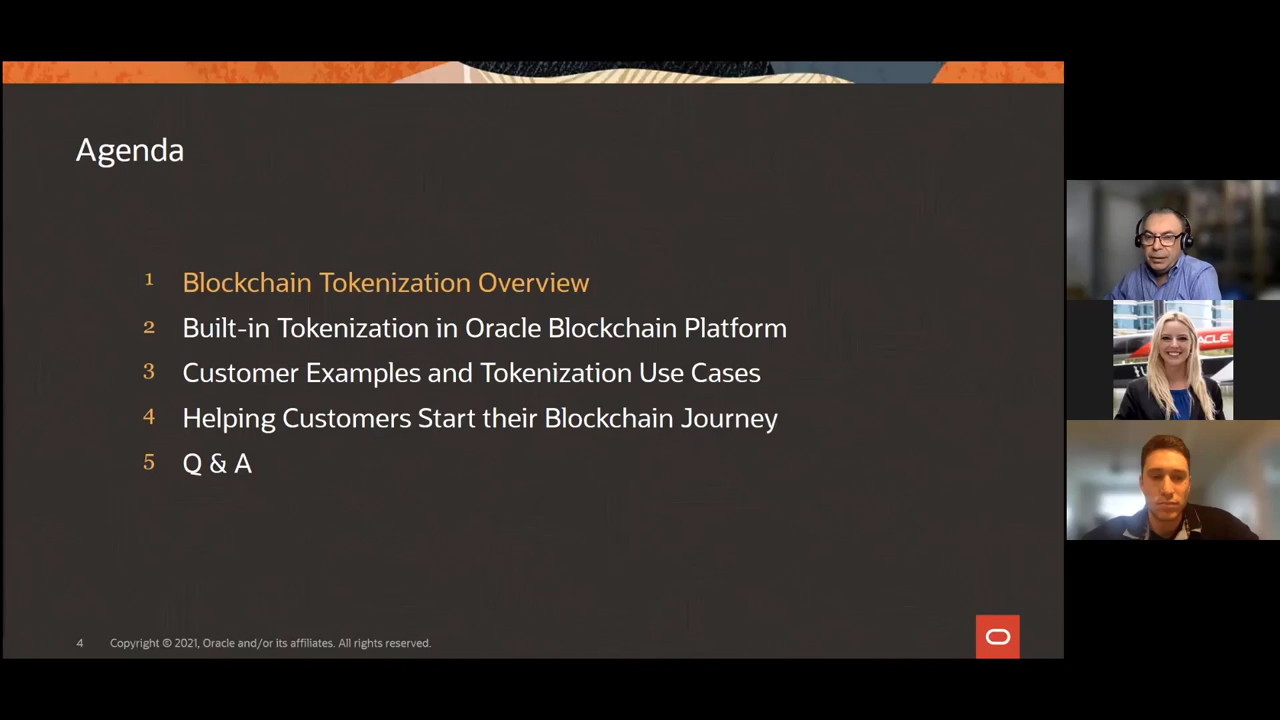 Agenda
1 Blockchain Tokenization Overview
2 Built-in Tokenization in Oracle Blockchain Platform
3 Customer Examples and Tokenization Use Cases
4 Helping Customers Start their Blockchain Journey
5 Q & A
4 Copyright © 2021, Oracle and/or its affiliates. All rights reserved.